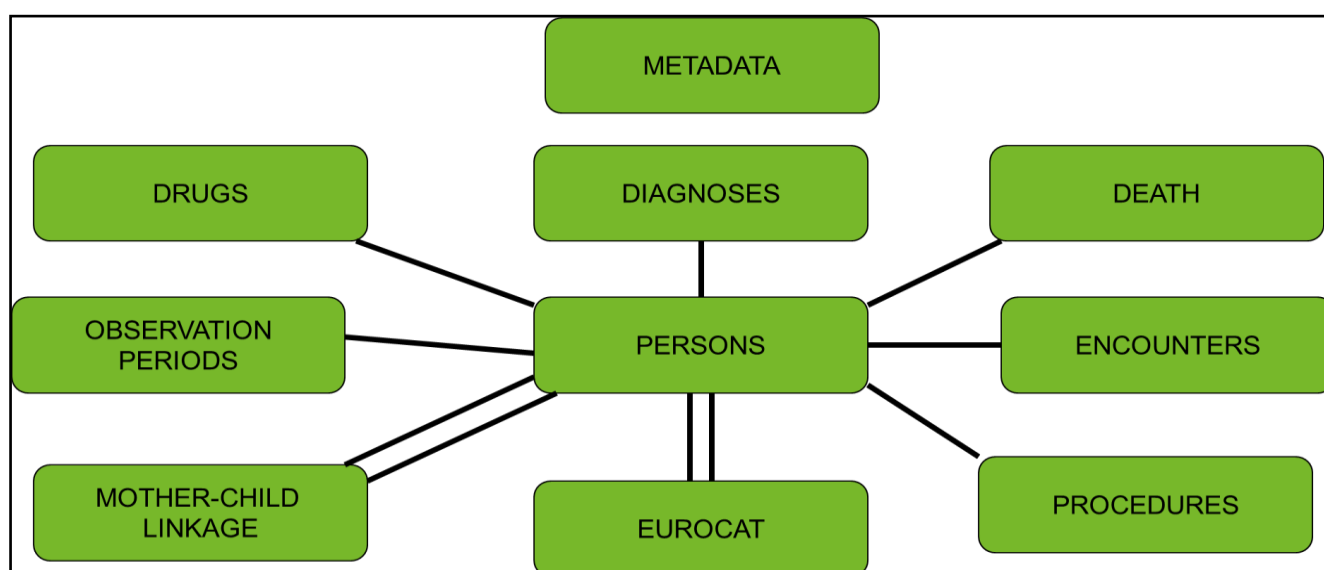 METADATA
DRUGS
DIAGNOSES
DEATH
OBSERVATION
PERIODS
PERSONS
ENCOUNTERS
MOTHER-CHILD
LINKAGE
EUROCAT
PROCEDURES